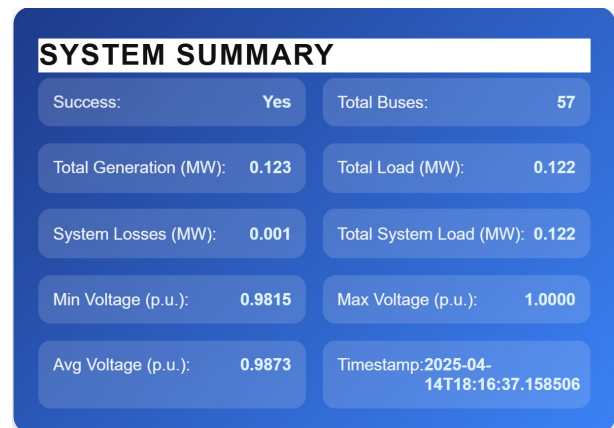 SYSTEM SUMMARY
Success: Yes
Total Buses: 57
Total Generation (MW): 0.123
Total Load (MW): 0.122
System Losses (MW): 0.001
Total System Load (MW): 0.122
Min Voltage (p.u.): 0.9815
Max Voltage (p.u.): 1.0000
Avg Voltage (p.u.): 0.9873
Timestamp:2025-04-
14T18:16:37.158506